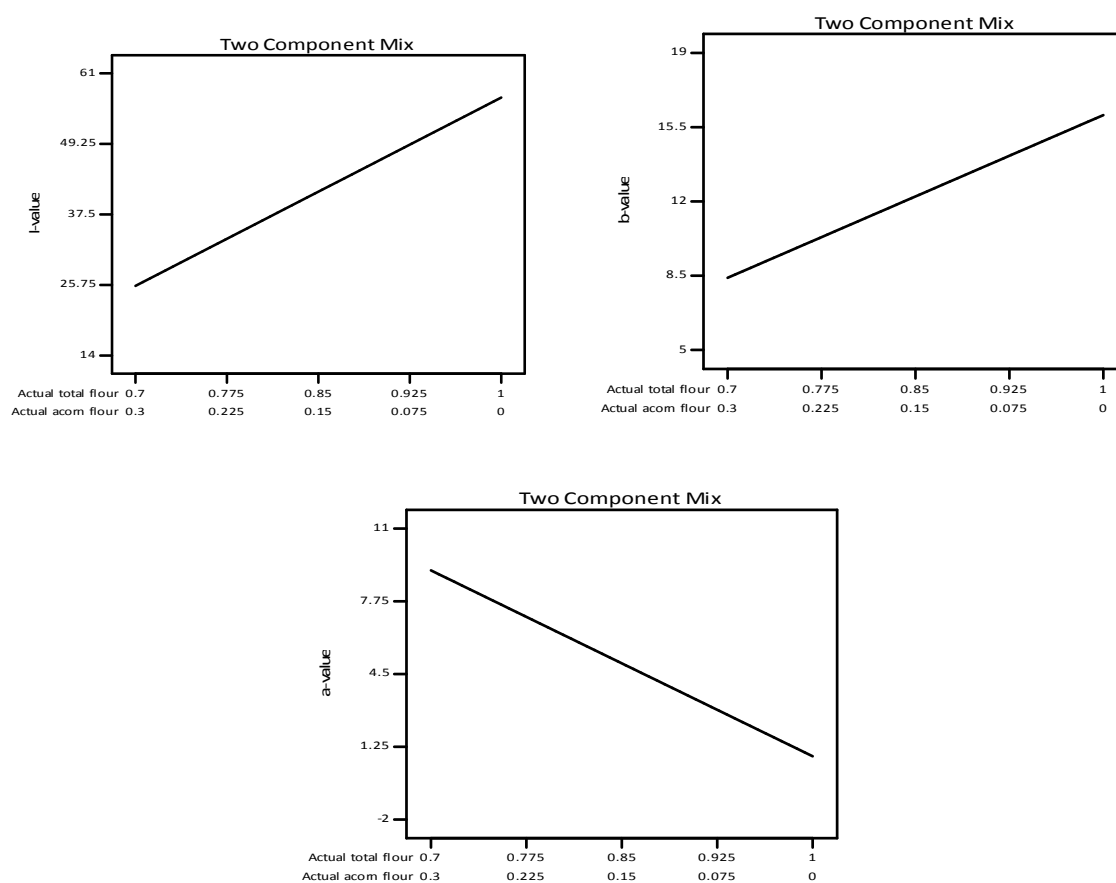 Two Component Mix
61
49.25
37.5
25.75
14
l-value
Actual total flour 0.7 0.775 0.85 0.925 1
Actual acorn flour 0.3 0.225 0.15 0.075 0
Two Component Mix
19
15.5
12
8.5
5
b-value
Actual total flour 0.7 0.775 0.85 0.925 1
Actual acorn flour 0.3 0.225 0.15 0.075 0
Two Component Mix
11
7.75
4.5
1.25
-2
a-value
Actual total flour 0.7 0.775 0.85 0.925 1
Actual acorn flour 0.3 0.225 0.15 0.075 0